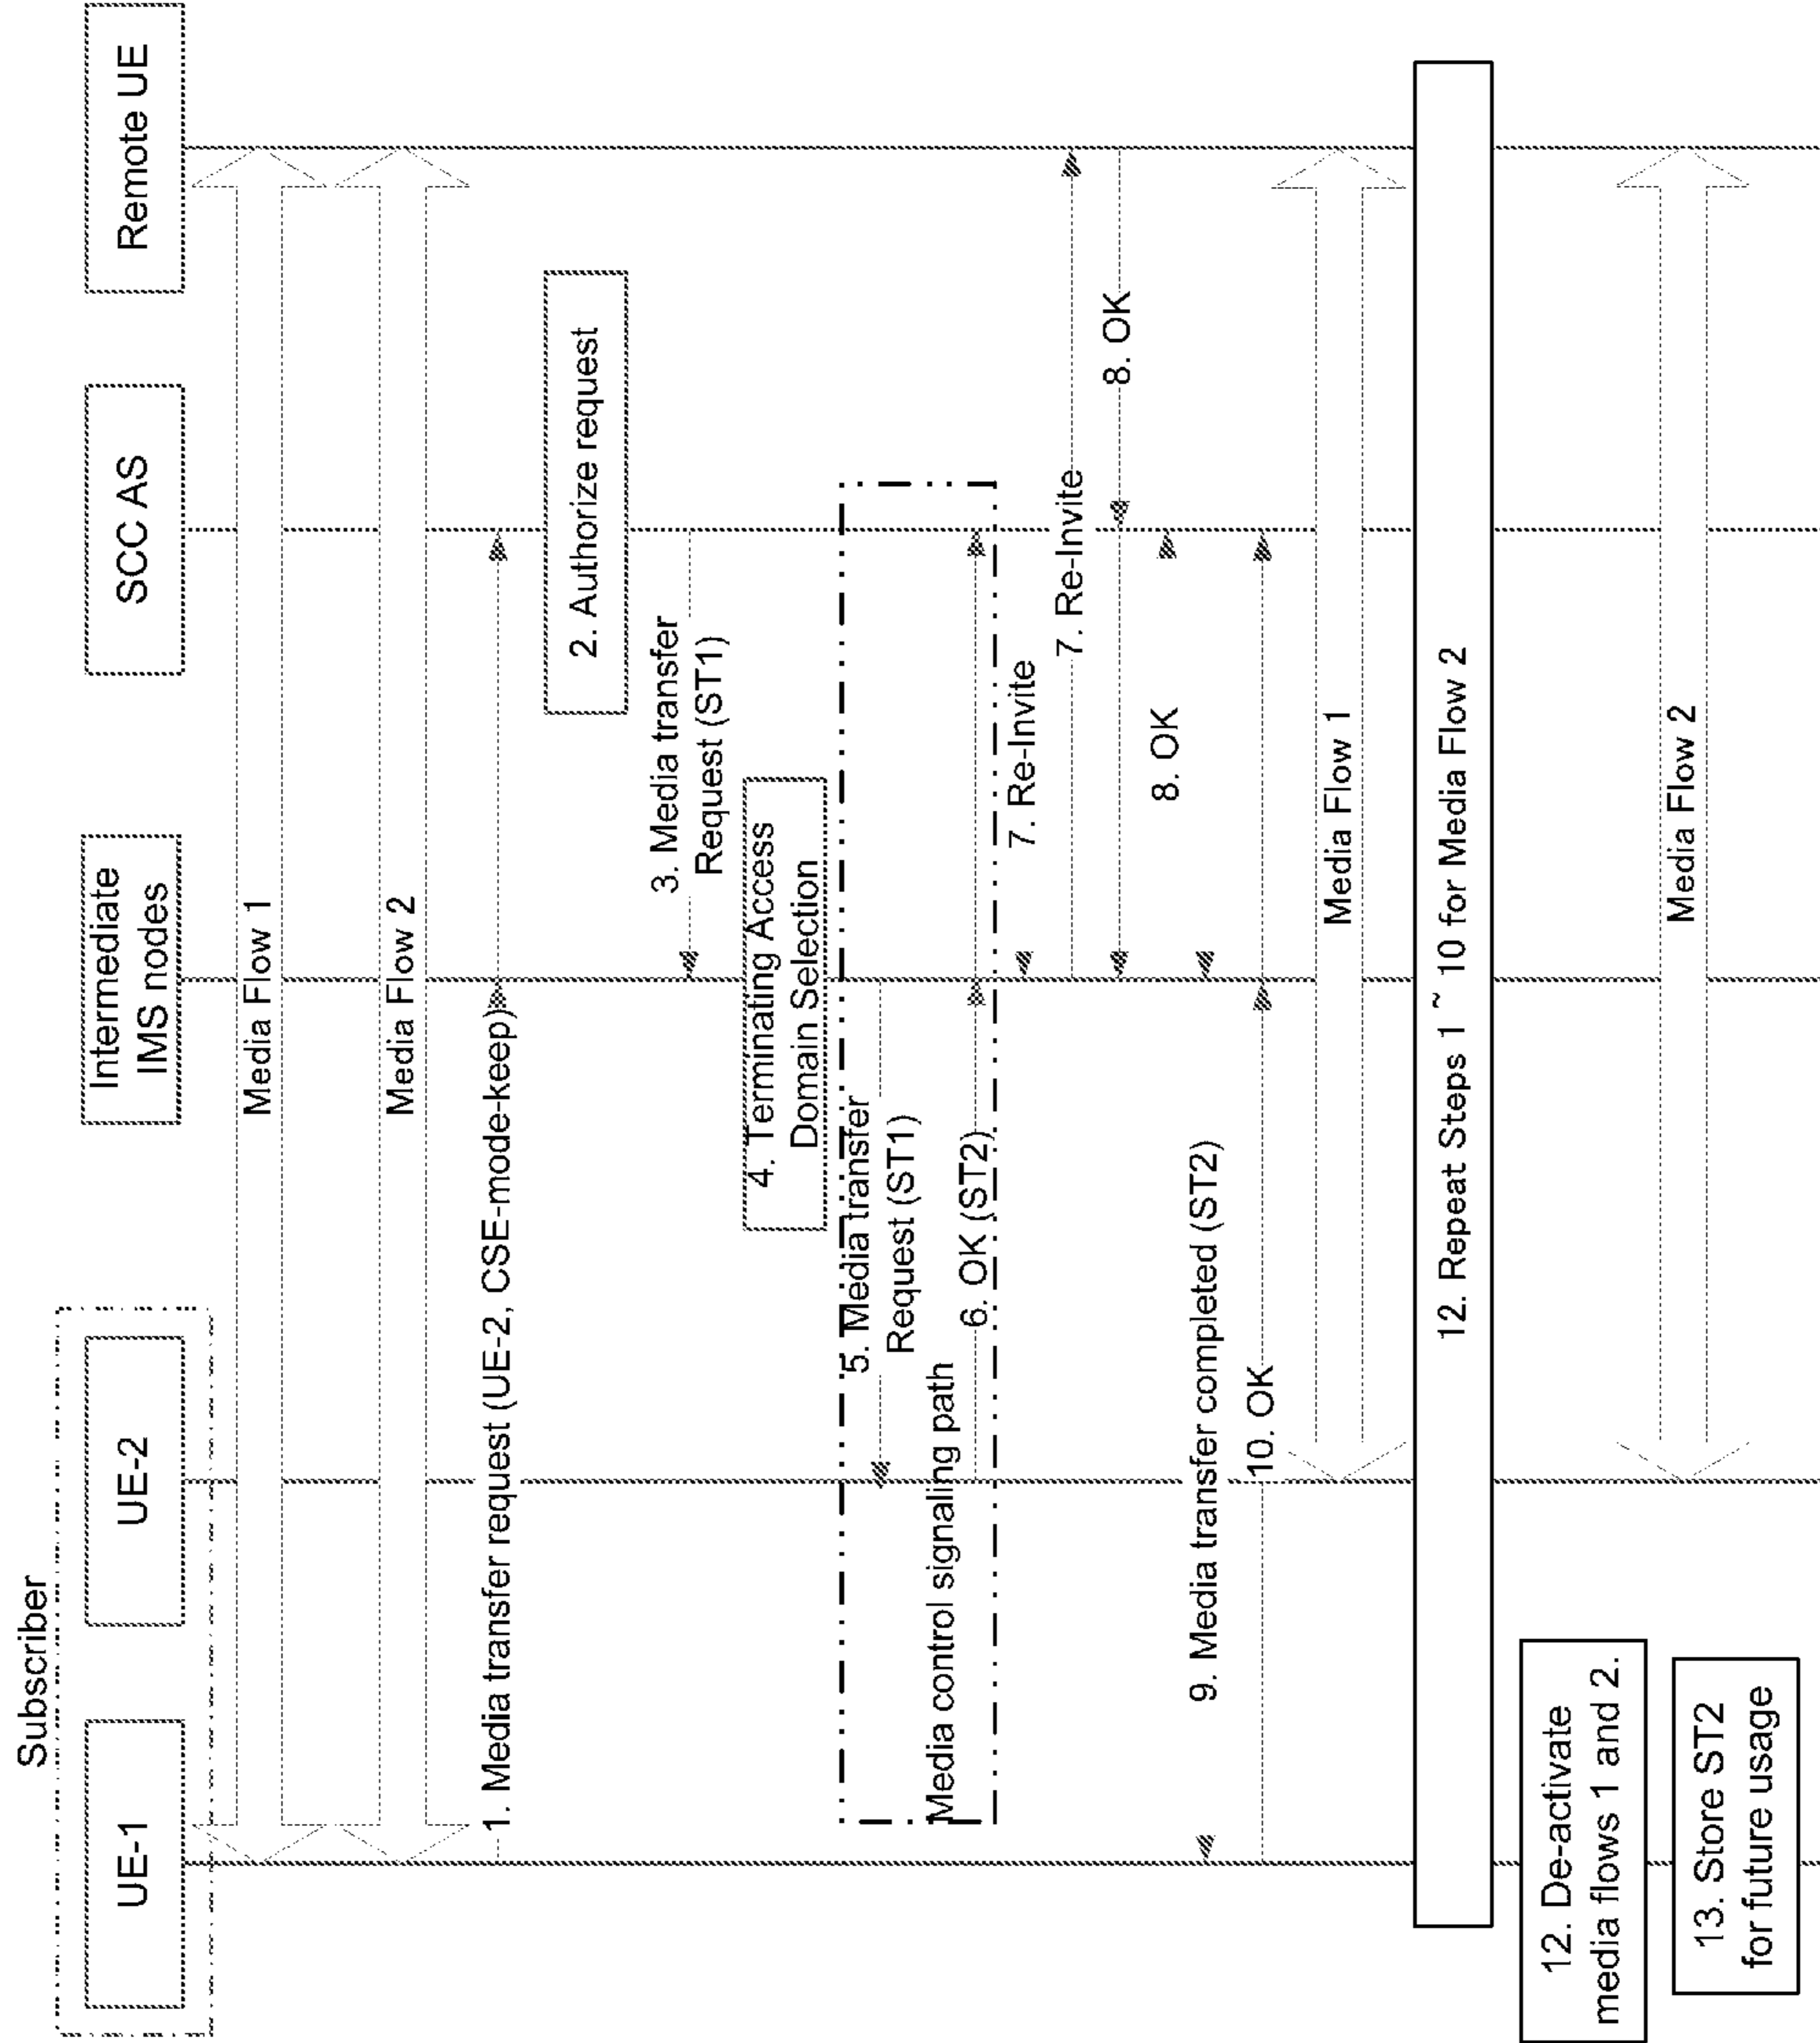 Subscriber
UE-1
UE-2
Intermediate
IMS nodes
SCC AS
Remote UE
Media Flow 1
Media Flow 2
1. Media transfer request (UE-2, CSE-mode-keep)
2. Authorize request
3. Media transfer
Request (ST1)
4. Terminating Access
Domain Selection
5. Media transfer
Request (ST1)
Media control signaling path
6. OK (ST2)
7. Re-Invite
7. Re-Invite
8. OK
8. OK
9. Media transfer completed (ST2)
10. OK
Media Flow 1
12. Repeat Steps 1 ~ 10 for Media Flow 2
12. De-activate
media flows 1 and 2.
Media Flow 2
13. Store ST2
for future usage